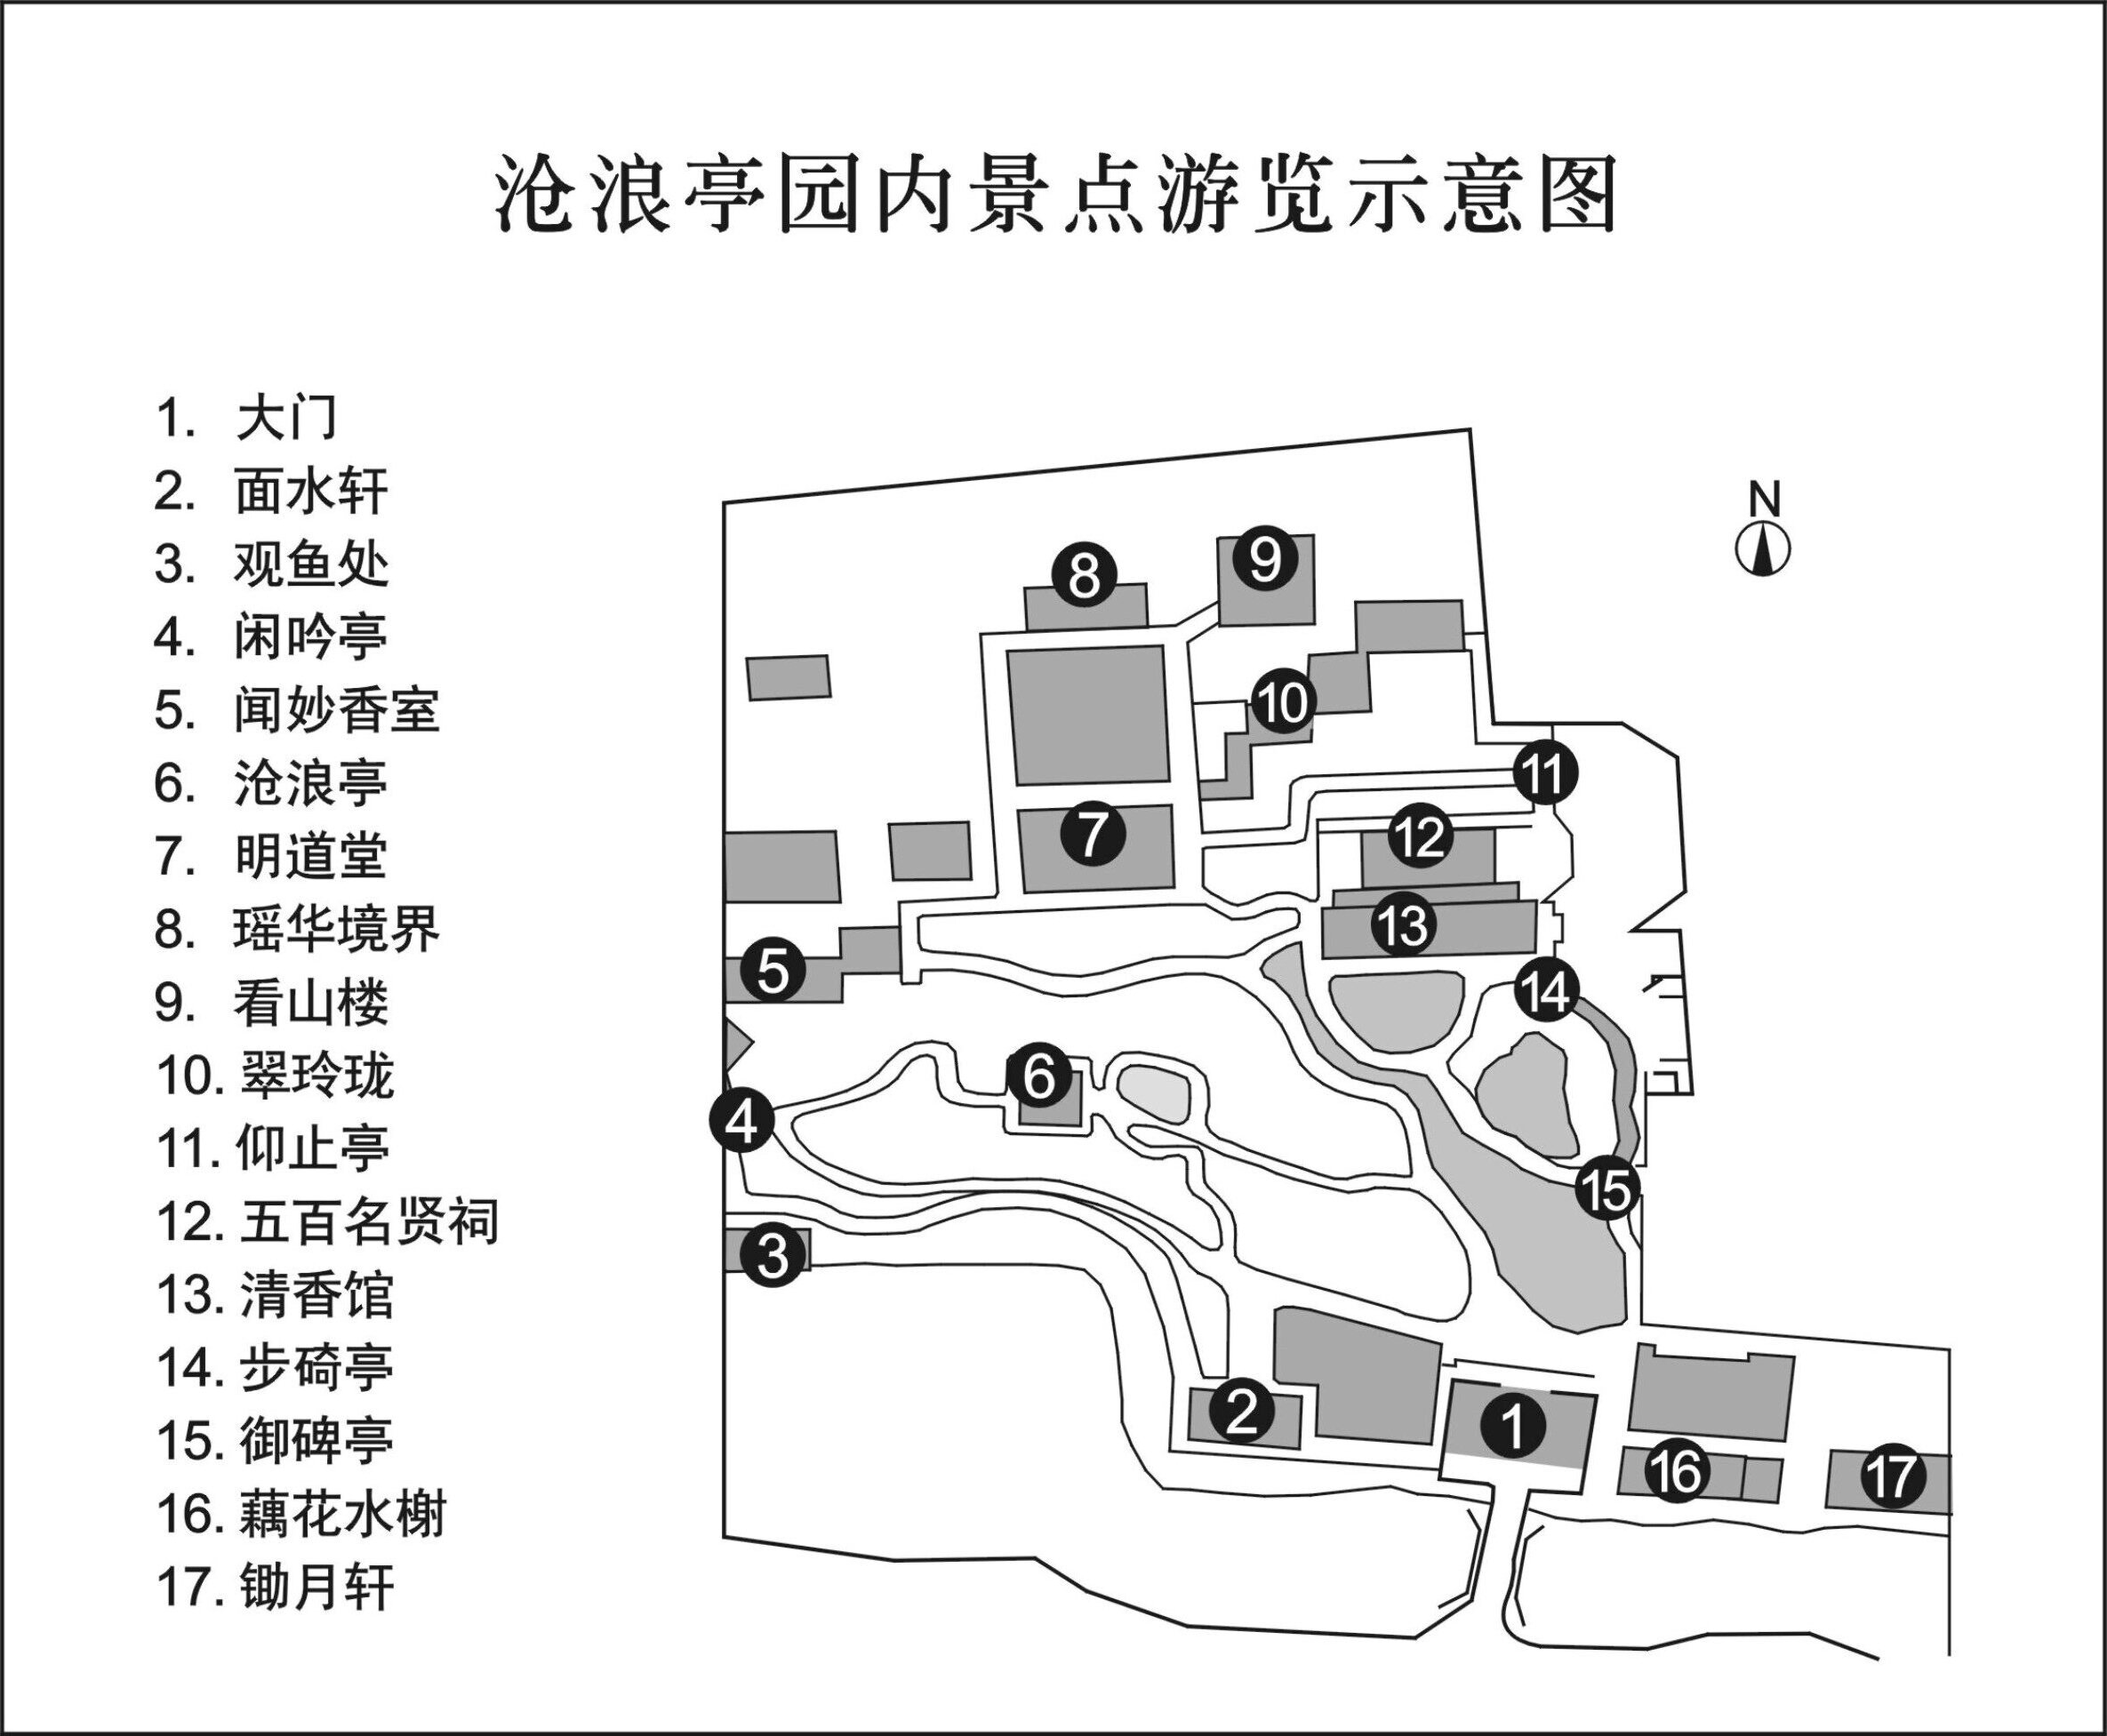 沧浪亭园内景点游览示意图
1. 大门
2. 面水轩
3. 观鱼处
4. 闲吟亭
5. 闻妙香室
6. 沧浪亭
7. 明道堂
8. 瑶华境界
9. 看山楼
10. 翠玲珑
11. 仰止亭
12. 五百名贤祠
13. 清香馆
14. 步碕亭
15. 御碑亭
16. 藕花水榭
17. 锄月轩
N
8
9
10
11
7
12
13
5
14
6
4
15
3
2
1
16
17